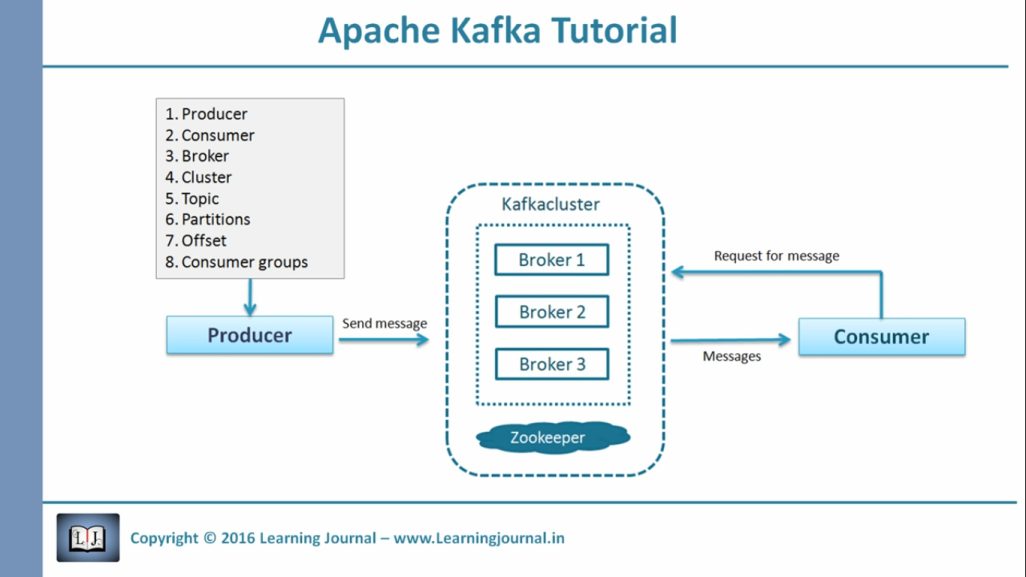 Apache Kafka Tutorial
1. Producer
2. Consumer
3. Broker
4. Cluster
5. Topic
6. Partitions
7. Offset
8. Consumer groups
Producer
Send message
Kafkacluster
Broker 1
Broker 2
Broker 3
Zookeeper
Request for message
Messages
Consumer
L J
Copyright © 2016 Learning Journal – www.Learningjournal.in